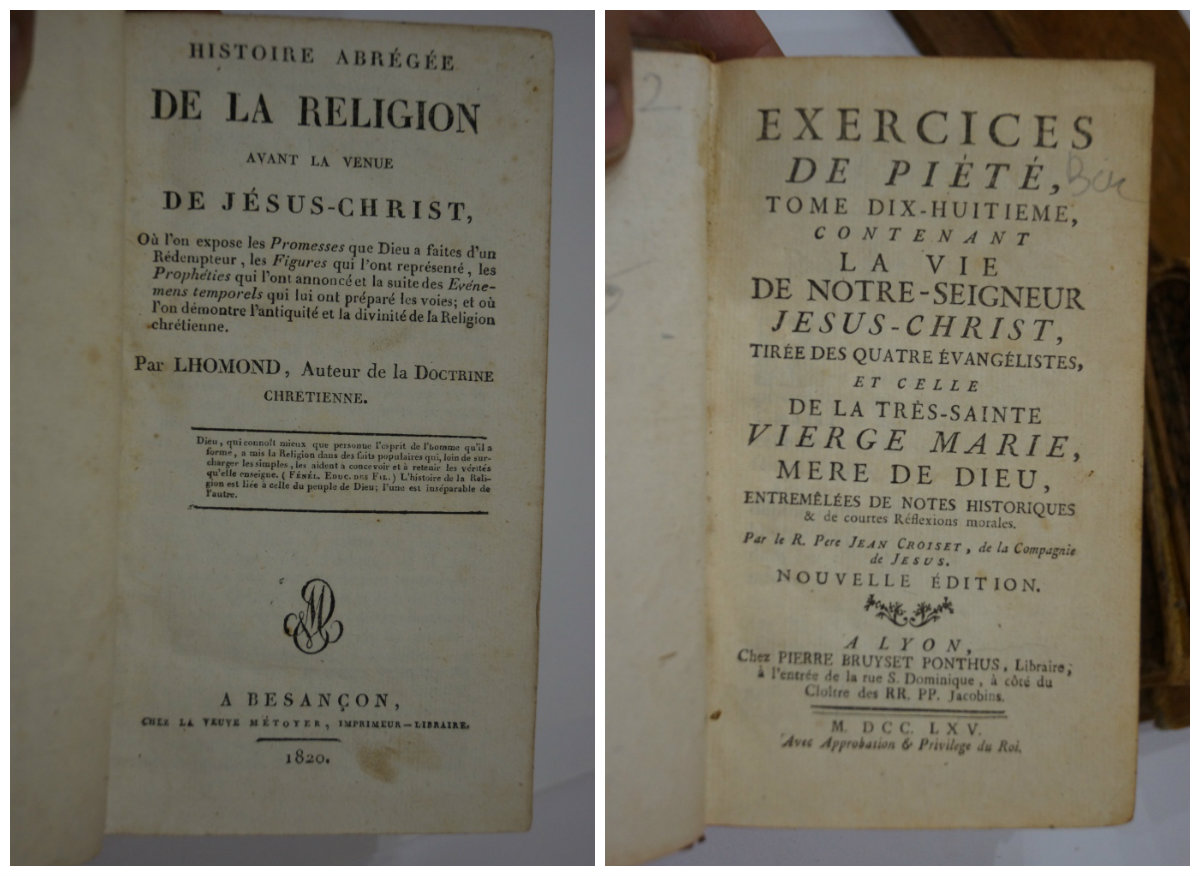 HISTOIRE ABRÉGÉE
DE LA RELIGION
AVANT LA VENUE
DE JÉSUS-CHRIST,
Où l'on expose les Promesses que Dieu a faites d'un
Rédempteur, les Figures qui l'ont représenté, les
Prophéties qui l'ont annoncé et la suite des Evéne-
mens temporels qui lui ont préparé les voies; et où
l'on démontre l'antiquité et la divinité de la Religion
chrétienne.
Par LHOMOND, Auteur de la DOCTRINE
CHRETIENNE.
Dieu, qui connoît mieux que personne l'esprit de l'homme qu'il a
formé, a mis la Religion dans des faits populaires qui, loin de sur-
charger les simples, les aident à concevoir et à retenir les vérités
qu'elle enseigne. (FÉNÉL. EDUC. DES FIL.) L'histoire de la Reli-
gion est liée à celle du peuple de Dieu; l'une est inséparable de
l'autre.
A BESANÇON,
CHEZ LA VEUVE MÉTOYER, IMPRIMEUR-LIBRAIRE.
1820.
2
EXERCICES
DE PIÉTÉ,
TOME DIX-HUITIEME,
CONTENANT
LA VIE
DE NOTRE-SEIGNEUR
JESUS-CHRIST,
TIRÉE DES QUATRE ÉVANGÉLISTES,
ET CELLE
DE LA TRÈS-SAINTE
VIERGE MARIE,
MERE DE DIEU,
ENTREMÊLÉES DE NOTES HISTORIQUES
& de courtes Réflexions morales.
Par le R. Pere JEAN CROISET, de la Compagnie
de JESUS.
NOUVELLE ÉDITION.
A LYON,
Chez PIERRE BRUYSET PONTHUS, Libraire,
à l'entrée de la rue S. Dominique, à côté du
Cloître des RR. PP. Jacobins.
M. DCC. LXV.
Avec Approbation & Privilege du Roi.